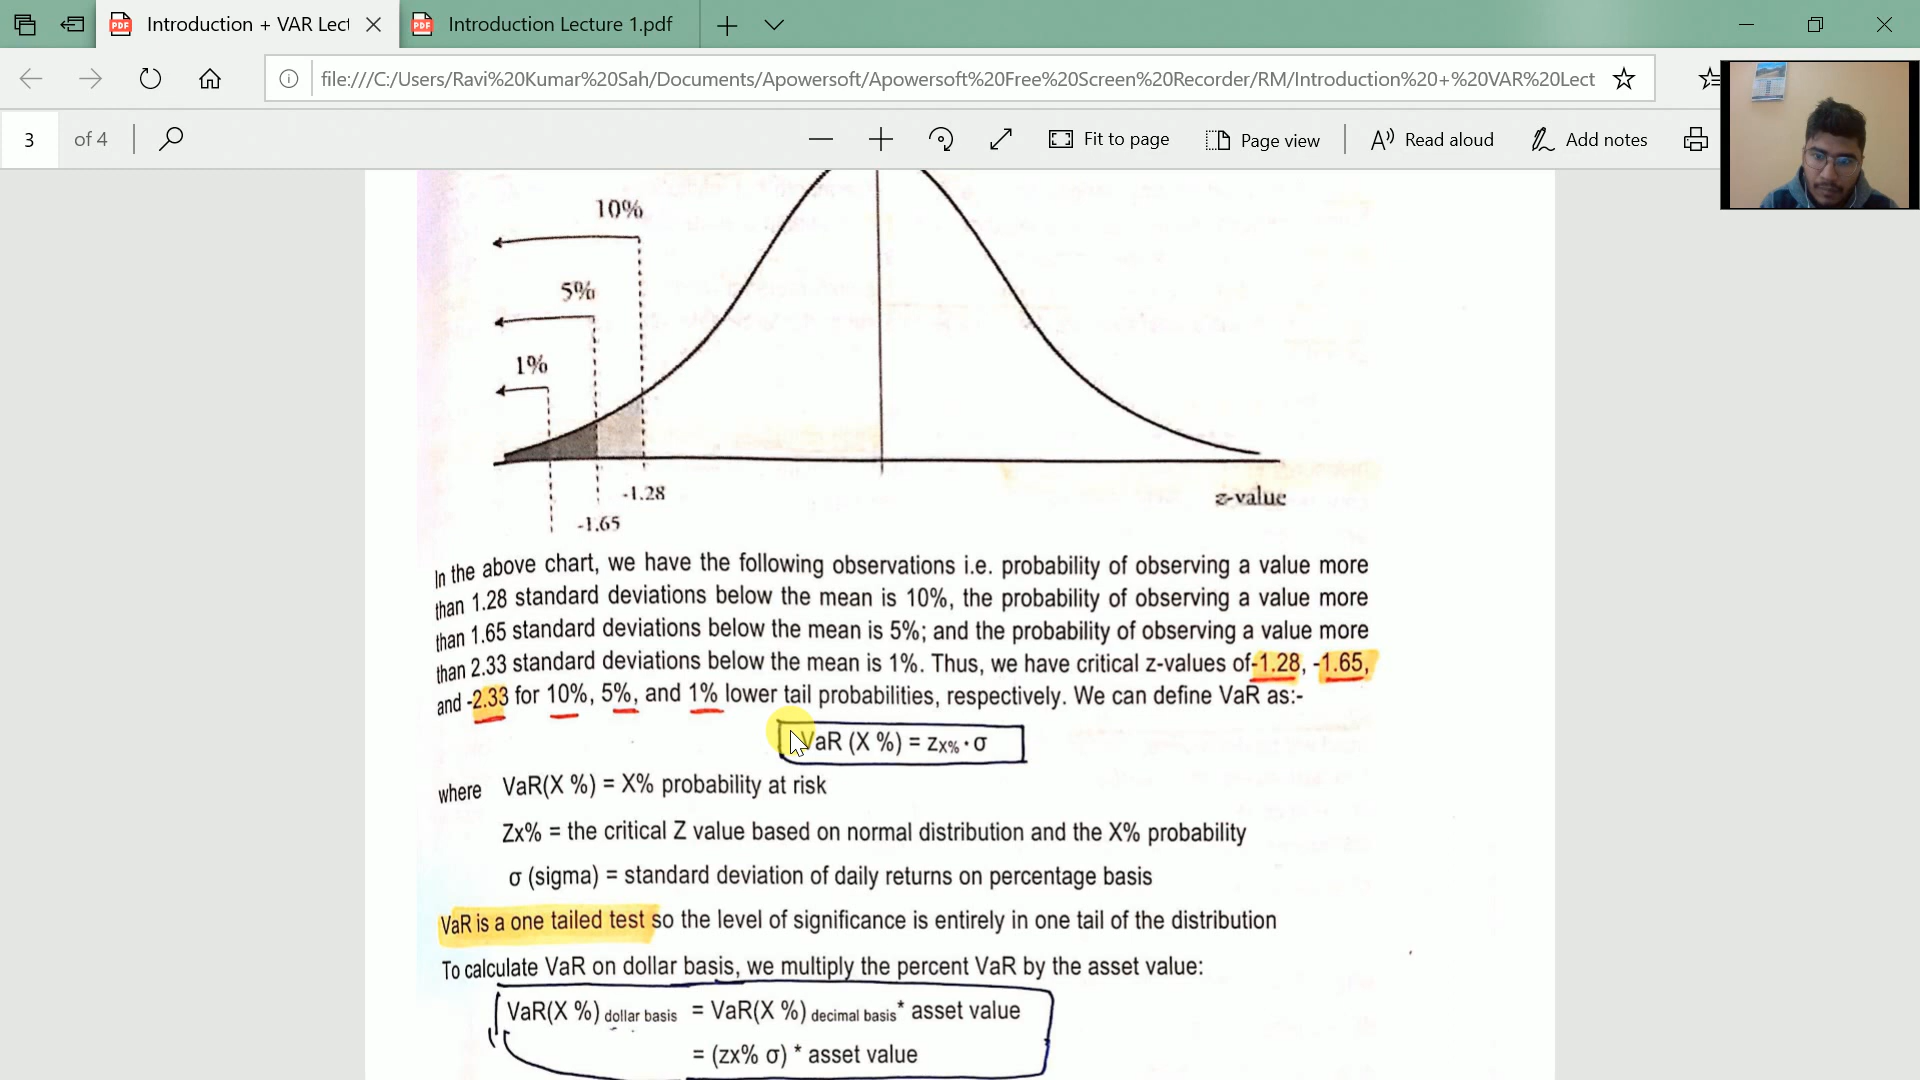 Introduction + VAR Lect
Introduction Lecture 1.pdf
file:///C:/Users/Ravi%20Kumar%20Sah/Documents/Apowersoft/Apowersoft%20Free%20Screen%20Recorder/RM/Introduction%20+%20VAR%20Lect
3 of 4
Fit to page
Page view
Read aloud
Add notes
10%
5%
1%
-1.28
z-value
-1.65
In the above chart, we have the following observations i.e. probability of observing a value more
than 1.28 standard deviations below the mean is 10%, the probability of observing a value more
than 1.65 standard deviations below the mean is 5%; and the probability of observing a value more
than 2.33 standard deviations below the mean is 1%. Thus, we have critical z-values of-1.28, -1.65,
and -2.33 for 10%, 5%, and 1% lower tail probabilities, respectively. We can define VaR as:-
VaR (X %) = zx% · σ
where VaR(X %) = X% probability at risk
Zx% = the critical Z value based on normal distribution and the X% probability
σ (sigma) = standard deviation of daily returns on percentage basis
VaR is a one tailed test so the level of significance is entirely in one tail of the distribution
To calculate VaR on dollar basis, we multiply the percent VaR by the asset value:
VaR(X %) dollar basis = VaR(X %) decimal basis* asset value
= (zx% σ) * asset value